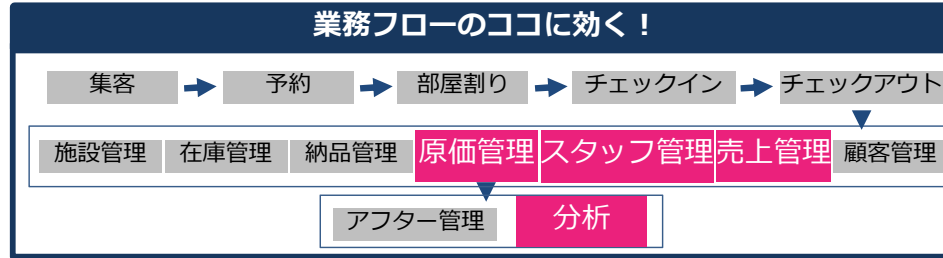 業務フローのココに効く！
集客 予約 部屋割り チェックイン チェックアウト
施設管理 在庫管理 納品管理 原価管理 スタッフ管理 売上管理 顧客管理
アフター管理 分析